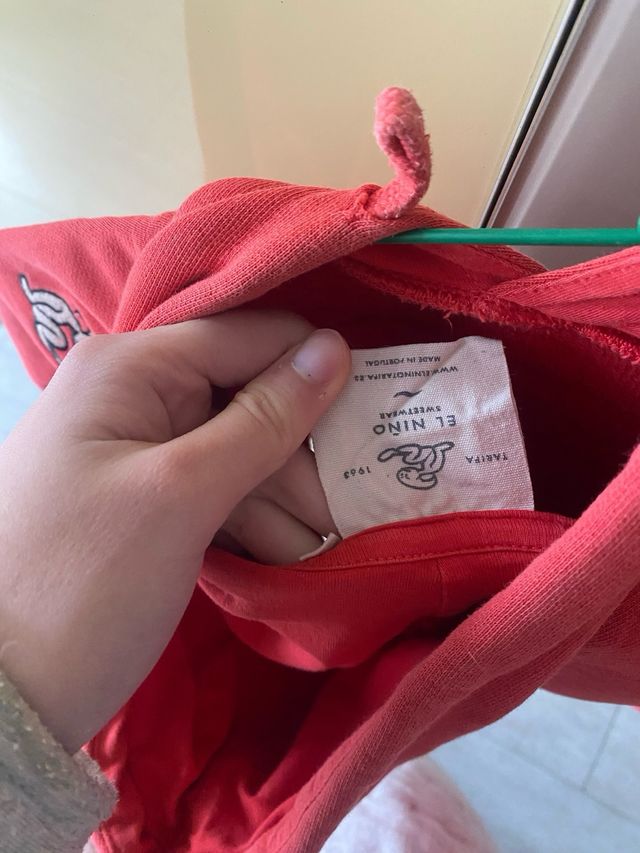 TARIFA 1963
EL NIÑO
SWEETWEAR
WWW.ELNINOTARIFA.ES
MADE IN PORTUGAL